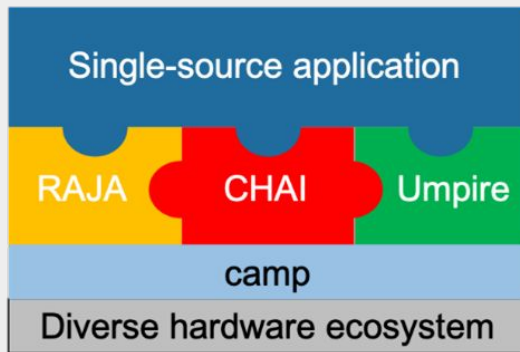 Single-source application
RAJA CHAI Umpire
camp
Diverse hardware ecosystem